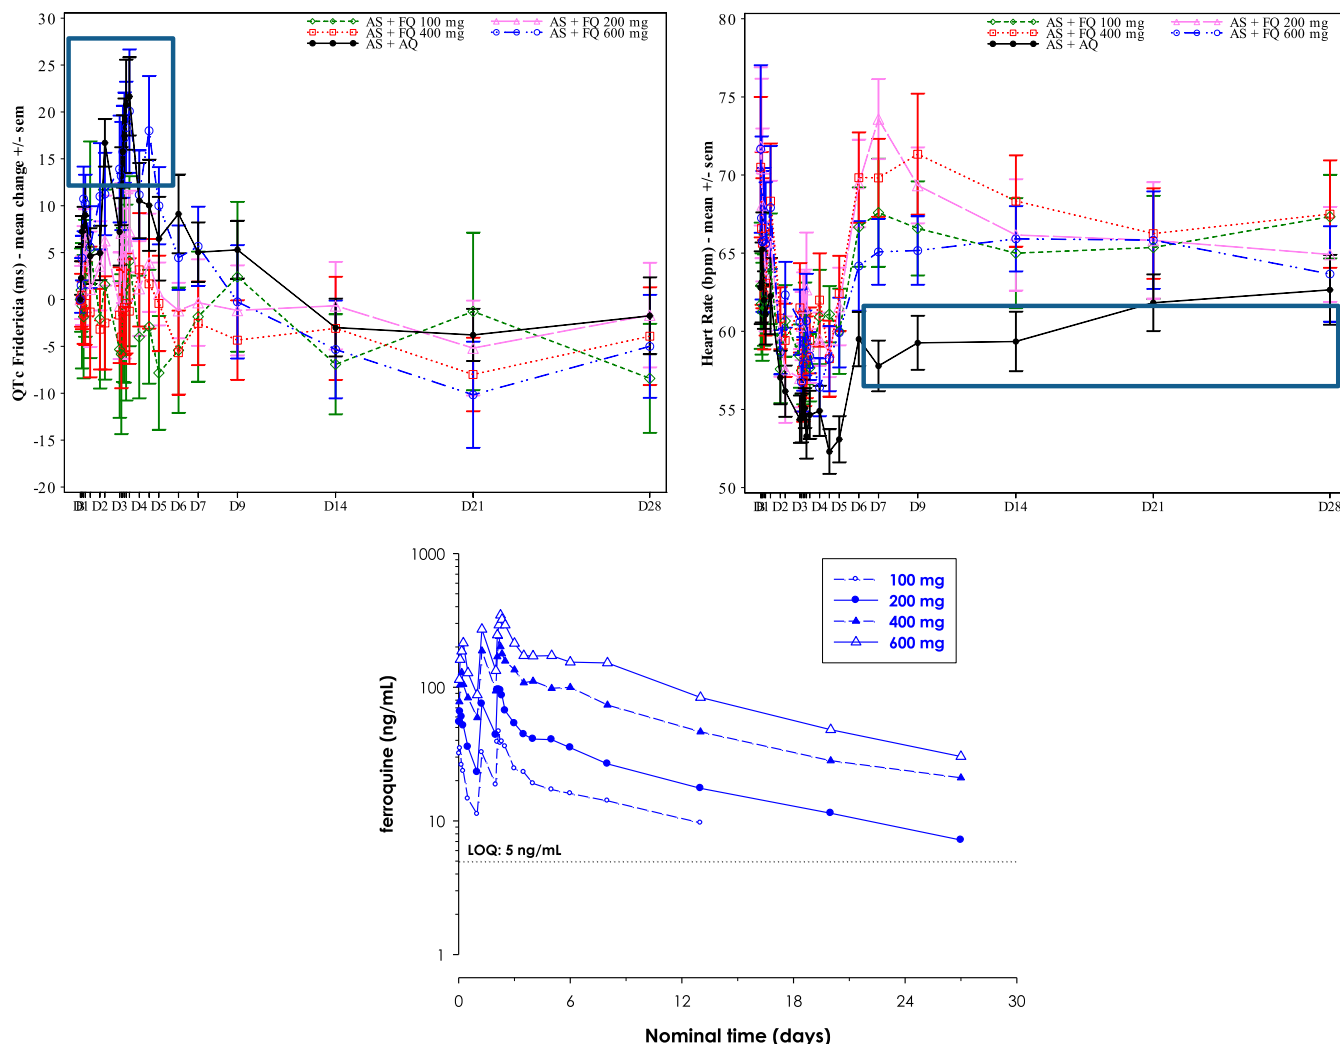 AS + FQ 100 mg AS + FQ 200 mg
AS + FQ 400 mg AS + FQ 600 mg
AS + AQ
QTc Fridericia (ms) - mean change +/- sem
30
25
20
15
10
5
0
-5
-10
-15
-20
D1 D2 D3 D4 D5 D6 D7 D9 D14 D21 D28
AS + FQ 100 mg AS + FQ 200 mg
AS + FQ 400 mg AS + FQ 600 mg
AS + AQ
Heart Rate (bpm) - mean +/- sem
80
75
70
65
60
55
50
D1 D2 D3 D4 D5 D6 D7 D9 D14 D21 D28
ferroquine (ng/mL)
1000
100
10
1
100 mg
200 mg
400 mg
600 mg
LOQ: 5 ng/mL
0 6 12 18 24 30
Nominal time (days)